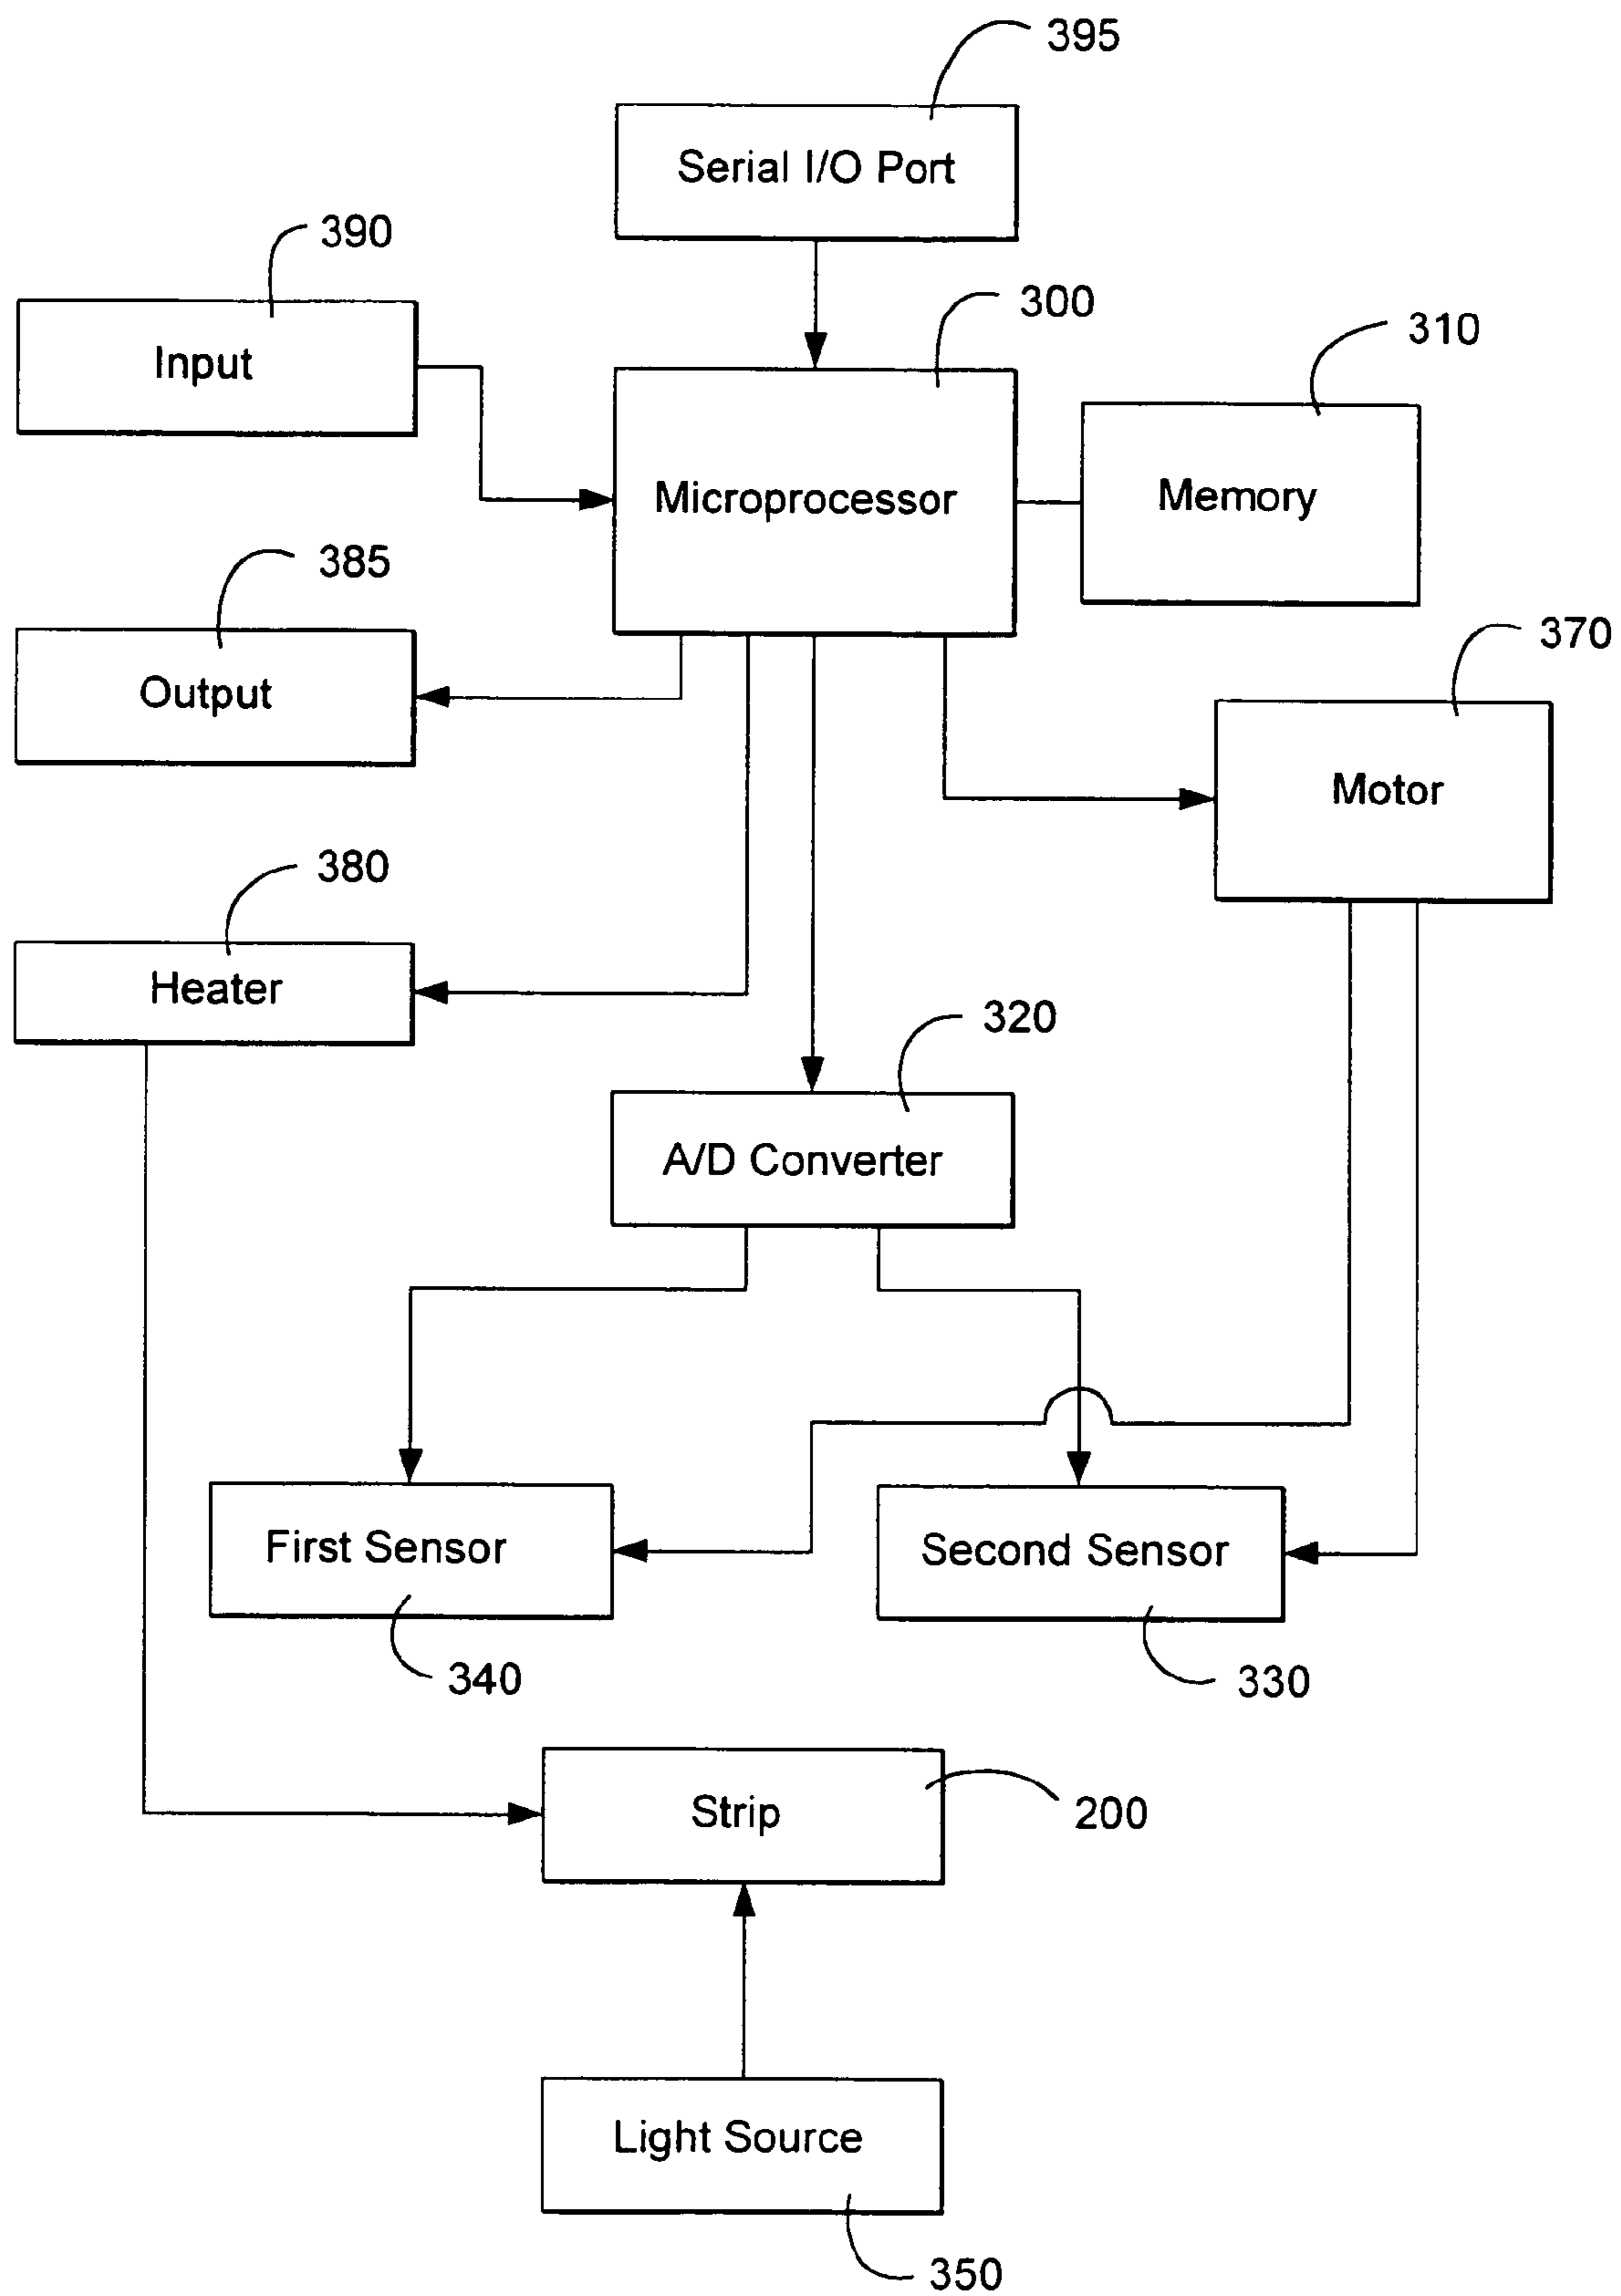 395
Serial I/O Port
390
300
310
Input
Microprocessor
Memory
385
370
Output
Motor
380
Heater
320
A/D Converter
First Sensor
Second Sensor
340
330
Strip
200
Light Source
350